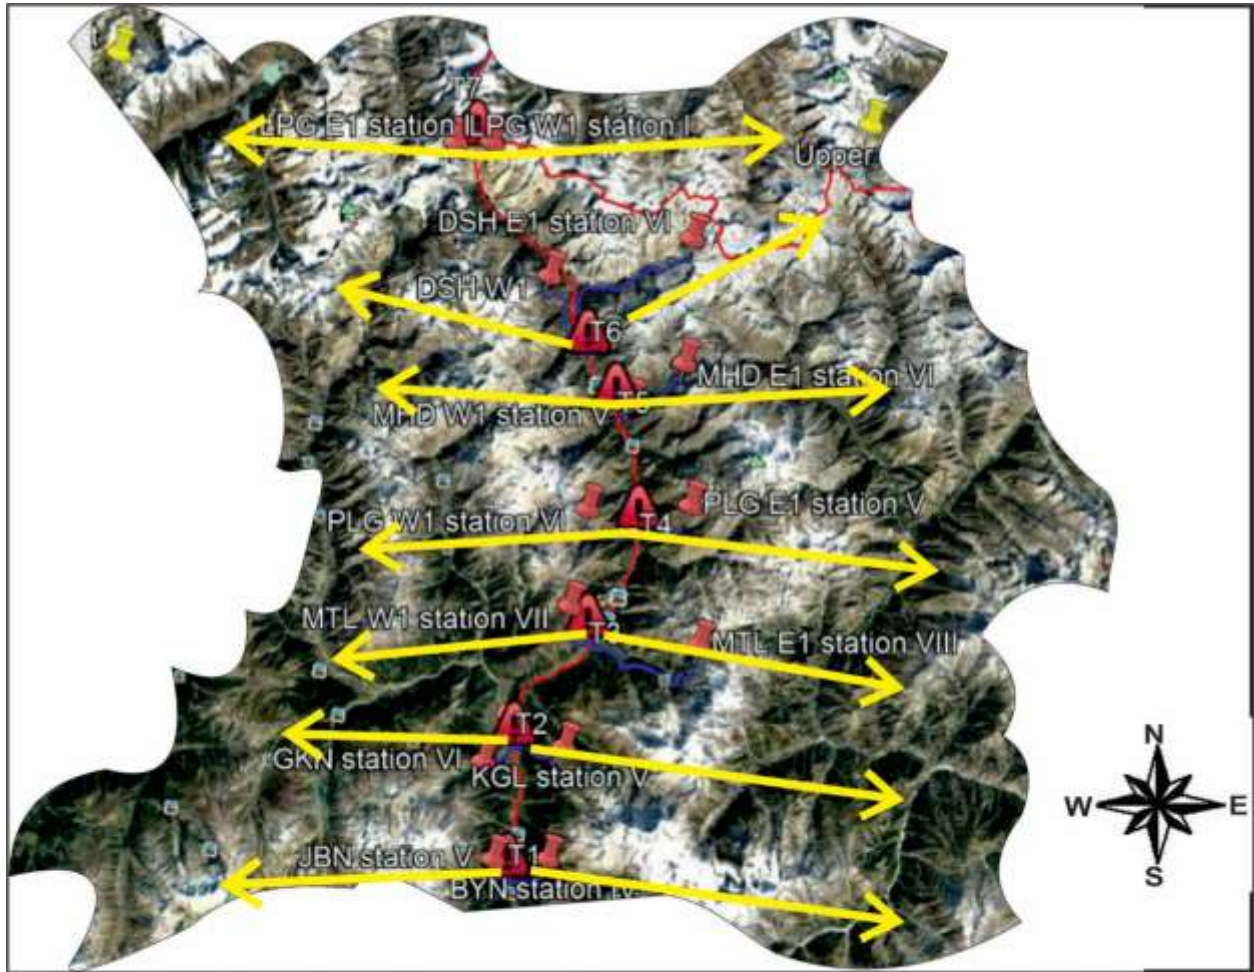 T7
LPG E1 station I
LPG W1 station I
Upper
DSH E1 station VI
DSH W1
T6
MHD E1 station VI
T5
MHD W1 station V
PLG E1 station V
PLG W1 station VI
T4
MTL W1 station VII
T3
MTL E1 station VIII
T2
GKN station VI
KGL station V
JBN station V
T1
BYN station IV
N
W
E
S